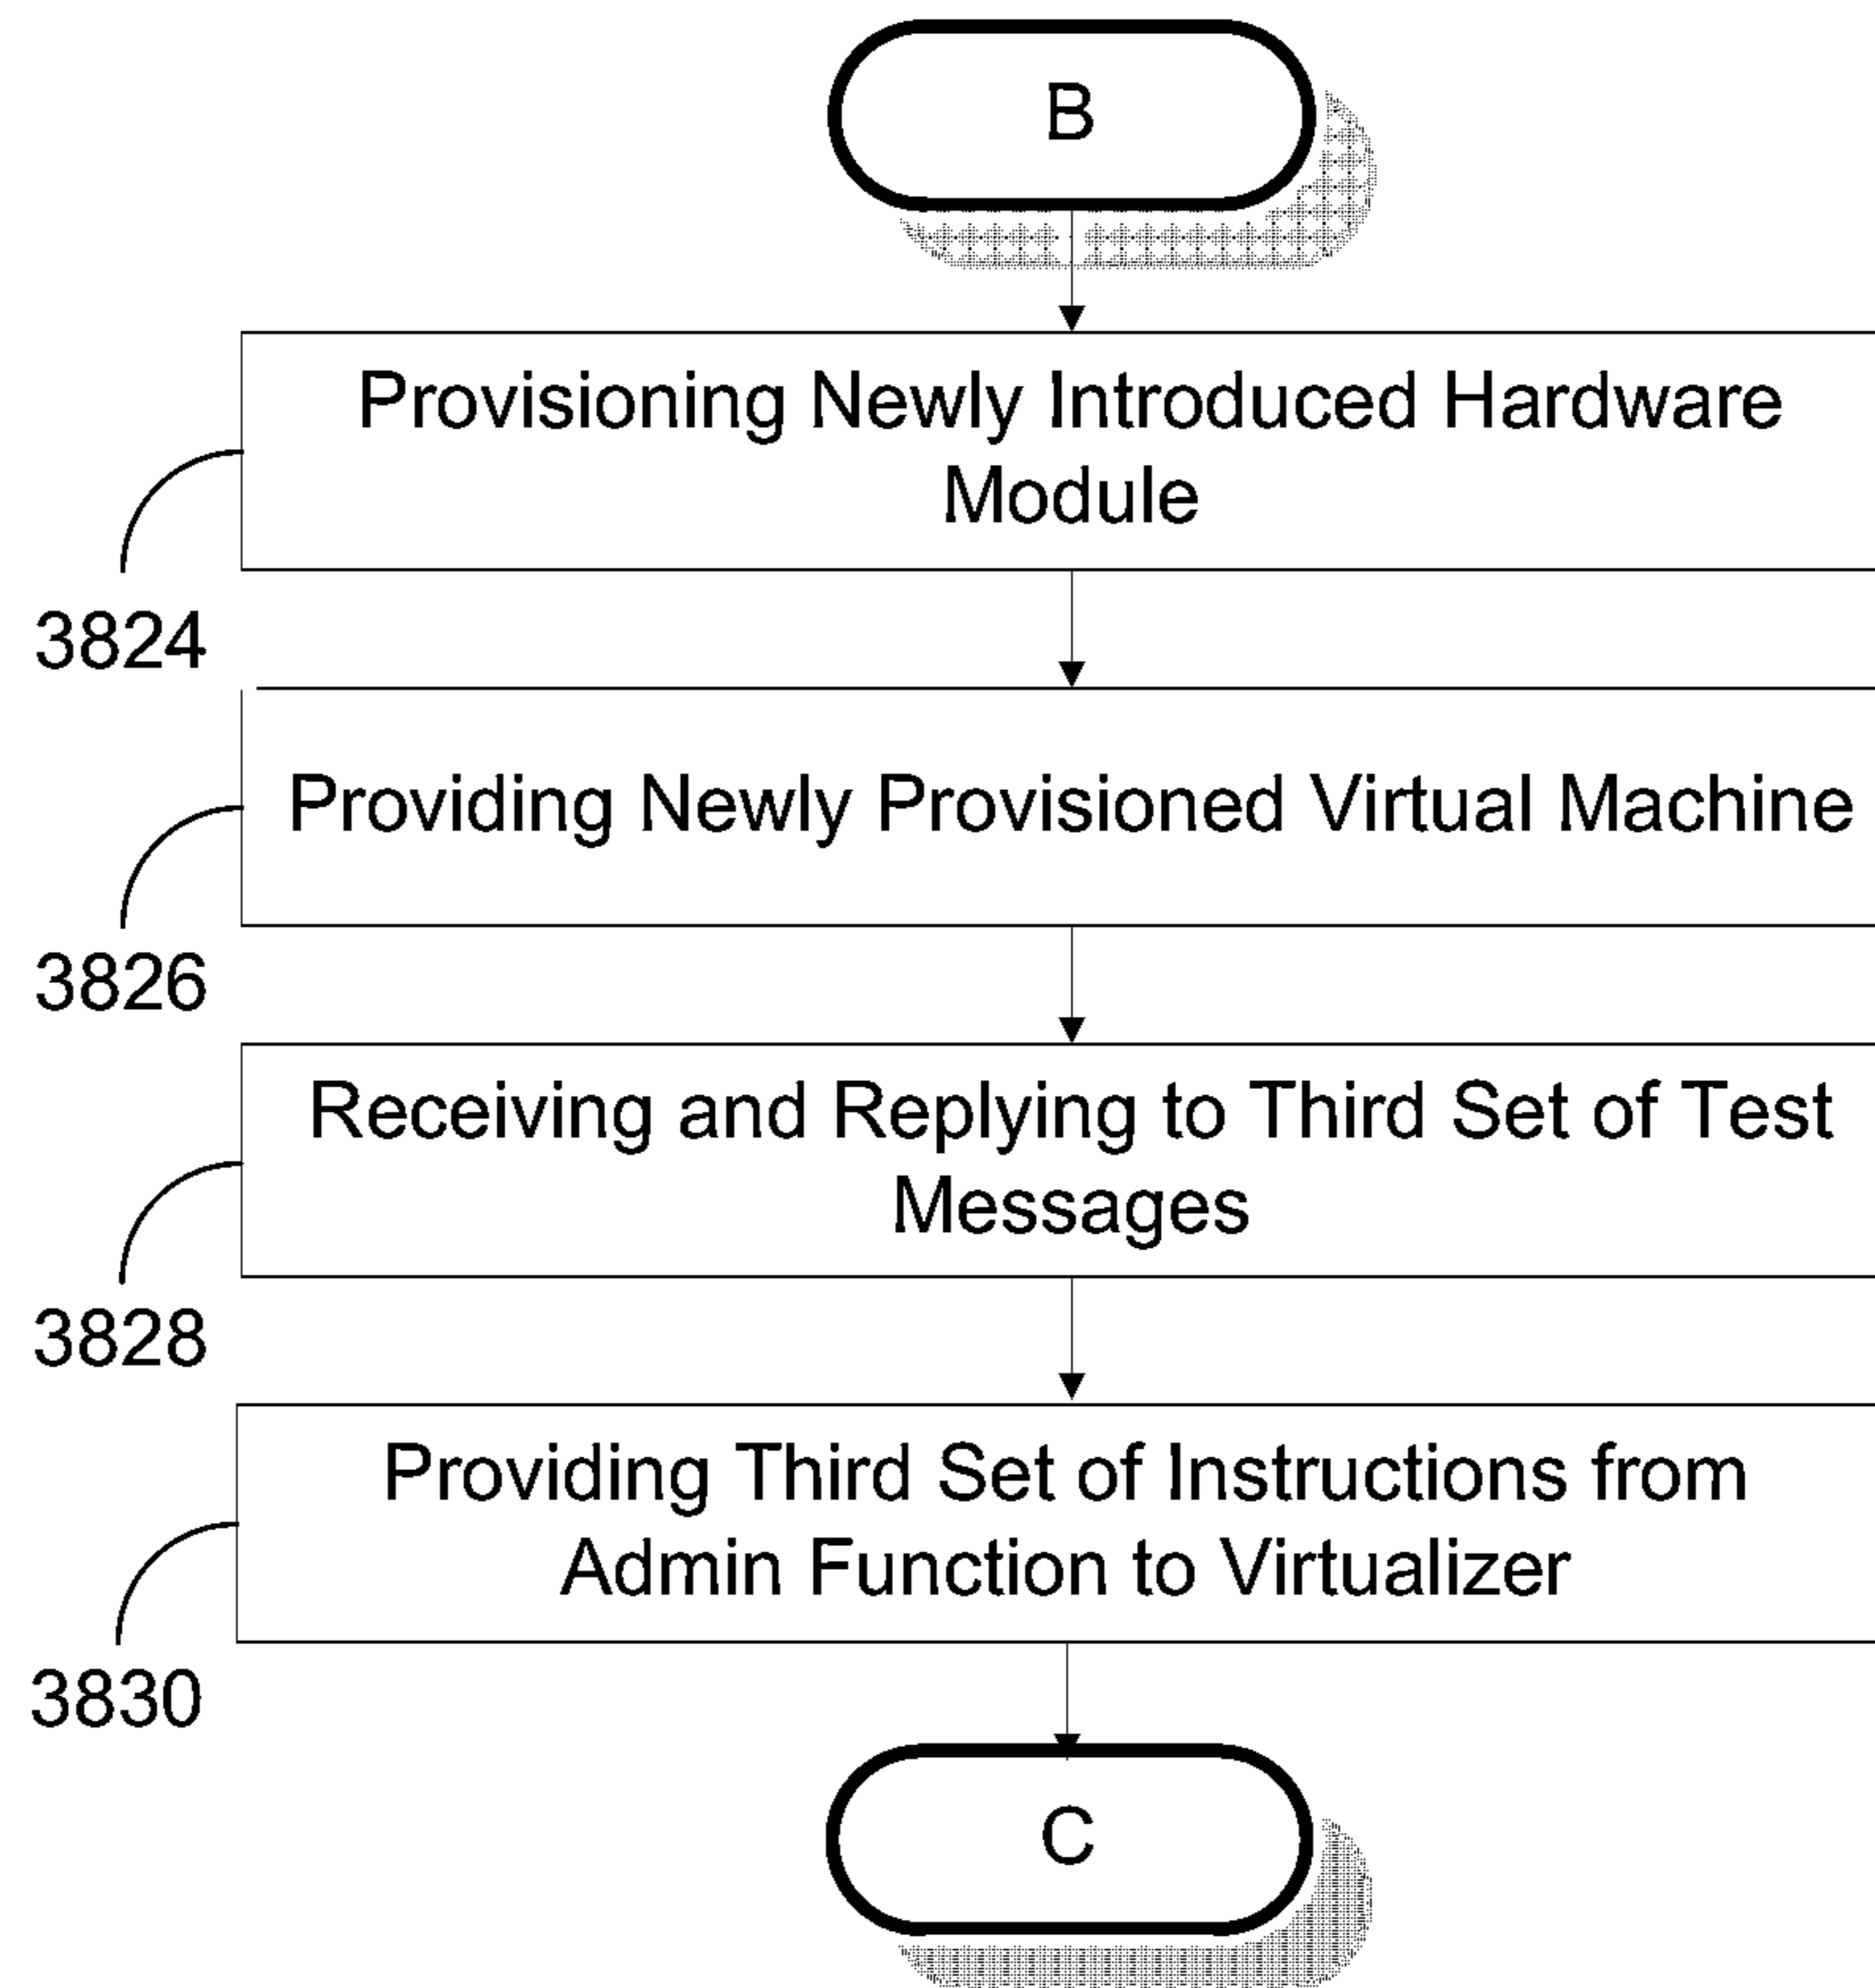 B
Provisioning Newly Introduced Hardware
Module
3824
Providing Newly Provisioned Virtual Machine
3826
Receiving and Replying to Third Set of Test
Messages
3828
Providing Third Set of Instructions from
Admin Function to Virtualizer
3830
C